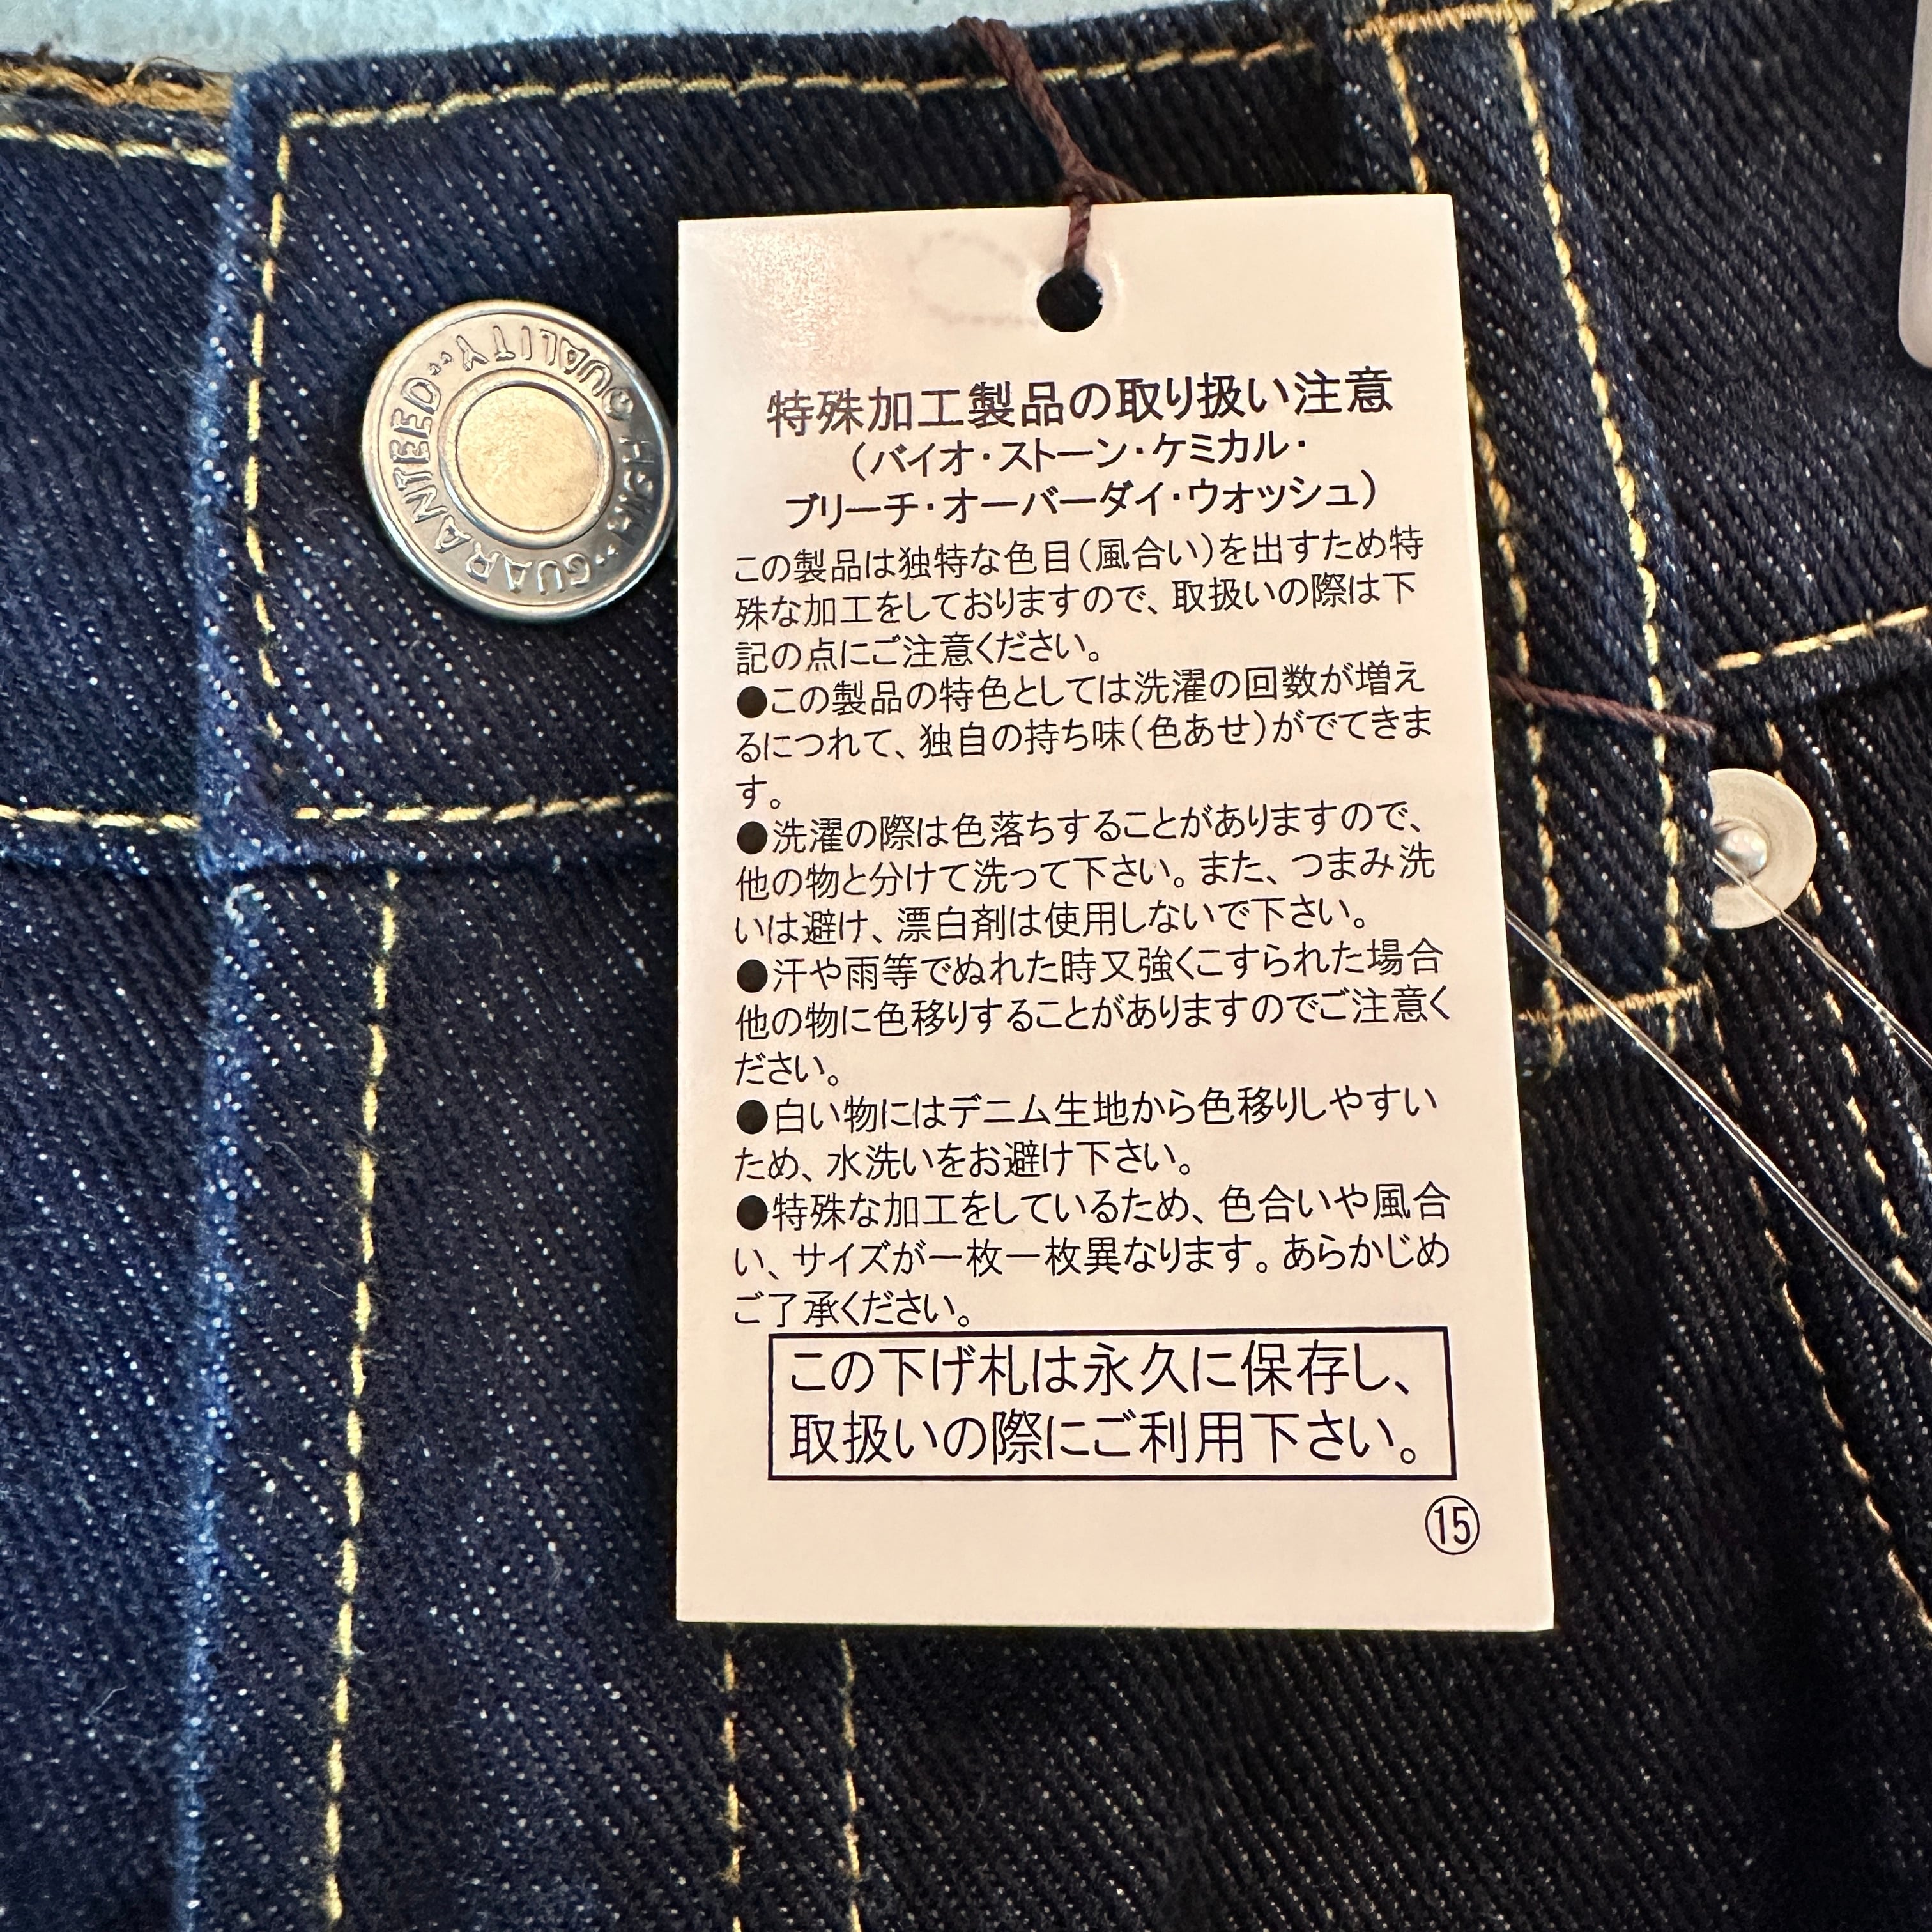 HIGH QUALITY "GUARANTEED"
特殊加工製品の取り扱い注意
（バイオ・ストーン・ケミカル・
ブリーチ・オーバーダイ・ウォッシュ）
この製品は独特な色目（風合い）を出すため特
殊な加工をしておりますので、取扱いの際は下
記の点にご注意ください。
●この製品の特色としては洗濯の回数が増え
るにつれて、独自の持ち味（色あせ）がでてきま
す。
●洗濯の際は色落ちすることがありますので、
他の物と分けて洗って下さい。また、つまみ洗
いは避け、漂白剤は使用しないで下さい。
●汗や雨等でぬれた時又強くこすられた場合
他の物に色移りすることがありますのでご注意く
ださい。
●白い物にはデニム生地から色移りしやすい
ため、水洗いをお避け下さい。
●特殊な加工をしているため、色合いや風合
い、サイズが一枚一枚異なります。あらかじめ
ご了承ください。
この下げ札は永久に保存し、
取扱いの際にご利用下さい。
⑮